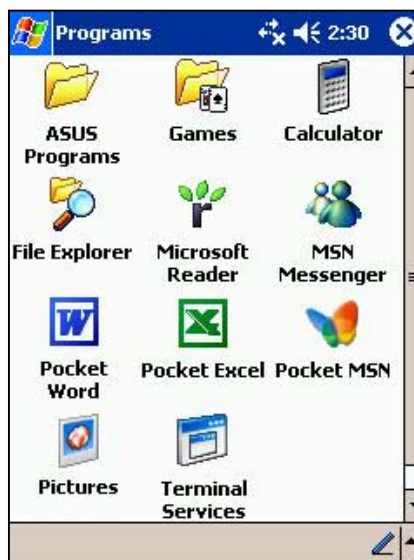 Programs 2:30
ASUS Programs
Games
Calculator
File Explorer
Microsoft Reader
MSN Messenger
Pocket Word
Pocket Excel
Pocket MSN
Pictures
Terminal Services